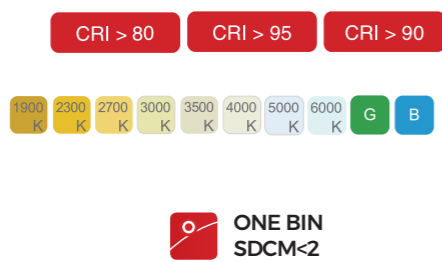 CRI > 80 CRI > 95 CRI > 90
1900 K 2300 K 2700 K 3000 K 3500 K 4000 K 5000 K 6000 K G B
ONE BIN
SDCM<2